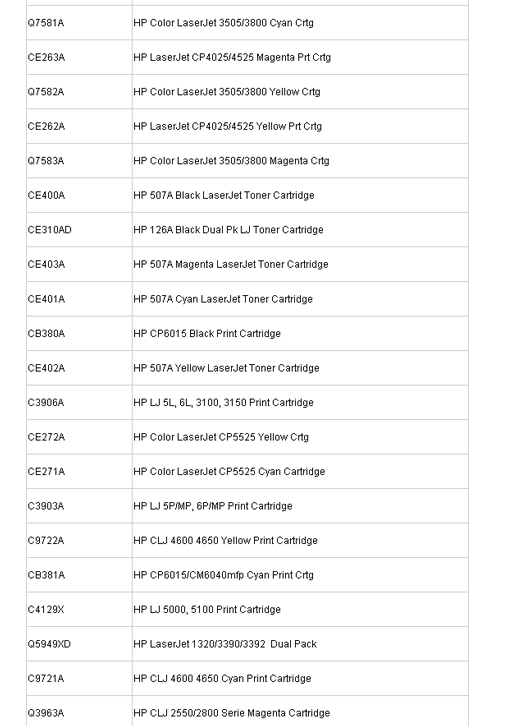 Q7581A HP Color LaserJet 3505/3800 Cyan Crtg
CE263A HP LaserJet CP4025/4525 Magenta Prt Crtg
Q7582A HP Color LaserJet 3505/3800 Yellow Crtg
CE262A HP LaserJet CP4025/4525 Yellow Prt Crtg
Q7583A HP Color LaserJet 3505/3800 Magenta Crtg
CE400A HP 507A Black LaserJet Toner Cartridge
CE310AD HP 126A Black Dual Pk LJ Toner Cartridge
CE403A HP 507A Magenta LaserJet Toner Cartridge
CE401A HP 507A Cyan LaserJet Toner Cartridge
CB380A HP CP6015 Black Print Cartridge
CE402A HP 507A Yellow LaserJet Toner Cartridge
C3906A HP LJ 5L, 6L, 3100, 3150 Print Cartridge
CE272A HP Color LaserJet CP5525 Yellow Crtg
CE271A HP Color LaserJet CP5525 Cyan Cartridge
C3903A HP LJ 5P/MP, 6P/MP Print Cartridge
C9722A HP CLJ 4600 4650 Yellow Print Cartridge
CB381A HP CP6015/CM6040mfp Cyan Print Crtg
C4129X HP LJ 5000, 5100 Print Cartridge
Q5949XD HP LaserJet 1320/3390/3392 Dual Pack
C9721A HP CLJ 4600 4650 Cyan Print Cartridge
Q3963A HP CLJ 2550/2800 Serie Magenta Cartridge